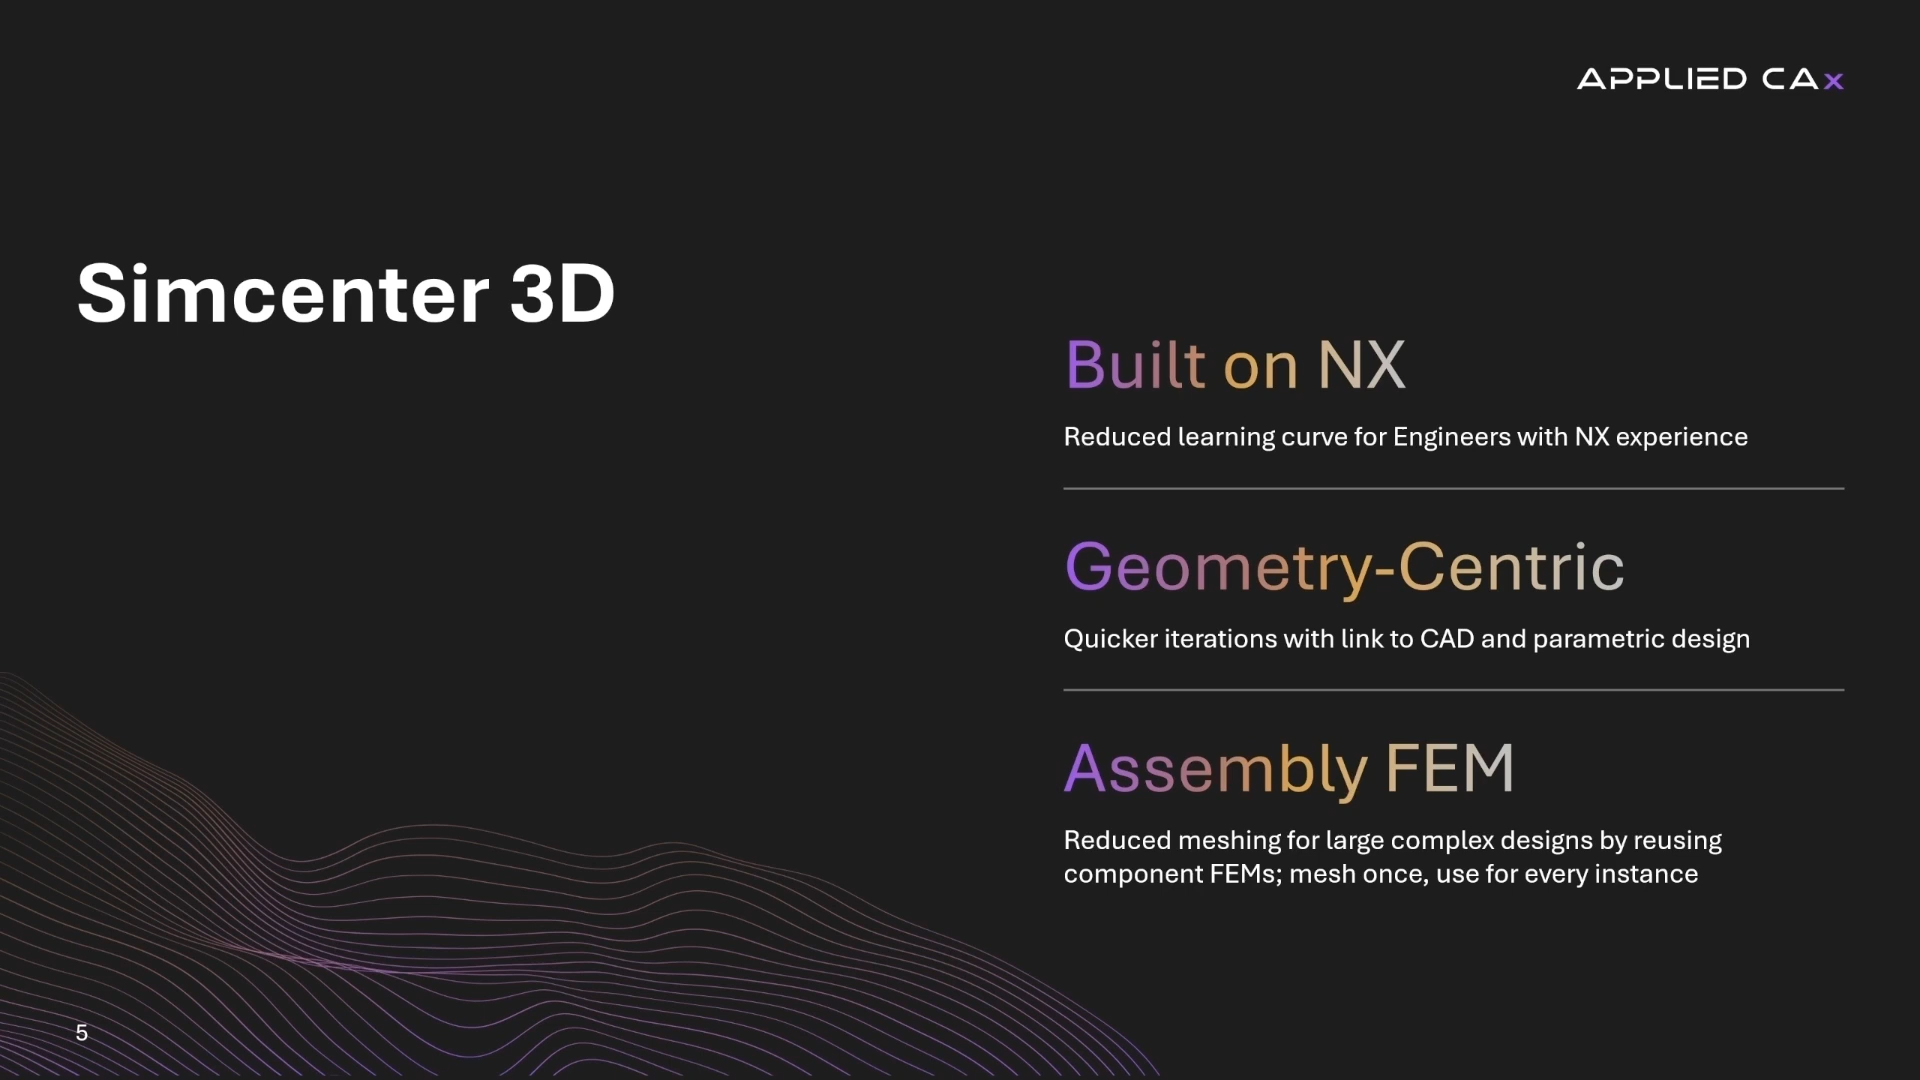 APPLIED CAx
Simcenter 3D
Built on NX
Reduced learning curve for Engineers with NX experience
Geometry-Centric
Quicker iterations with link to CAD and parametric design
Assembly FEM
Reduced meshing for large complex designs by reusing
component FEMs; mesh once, use for every instance
5